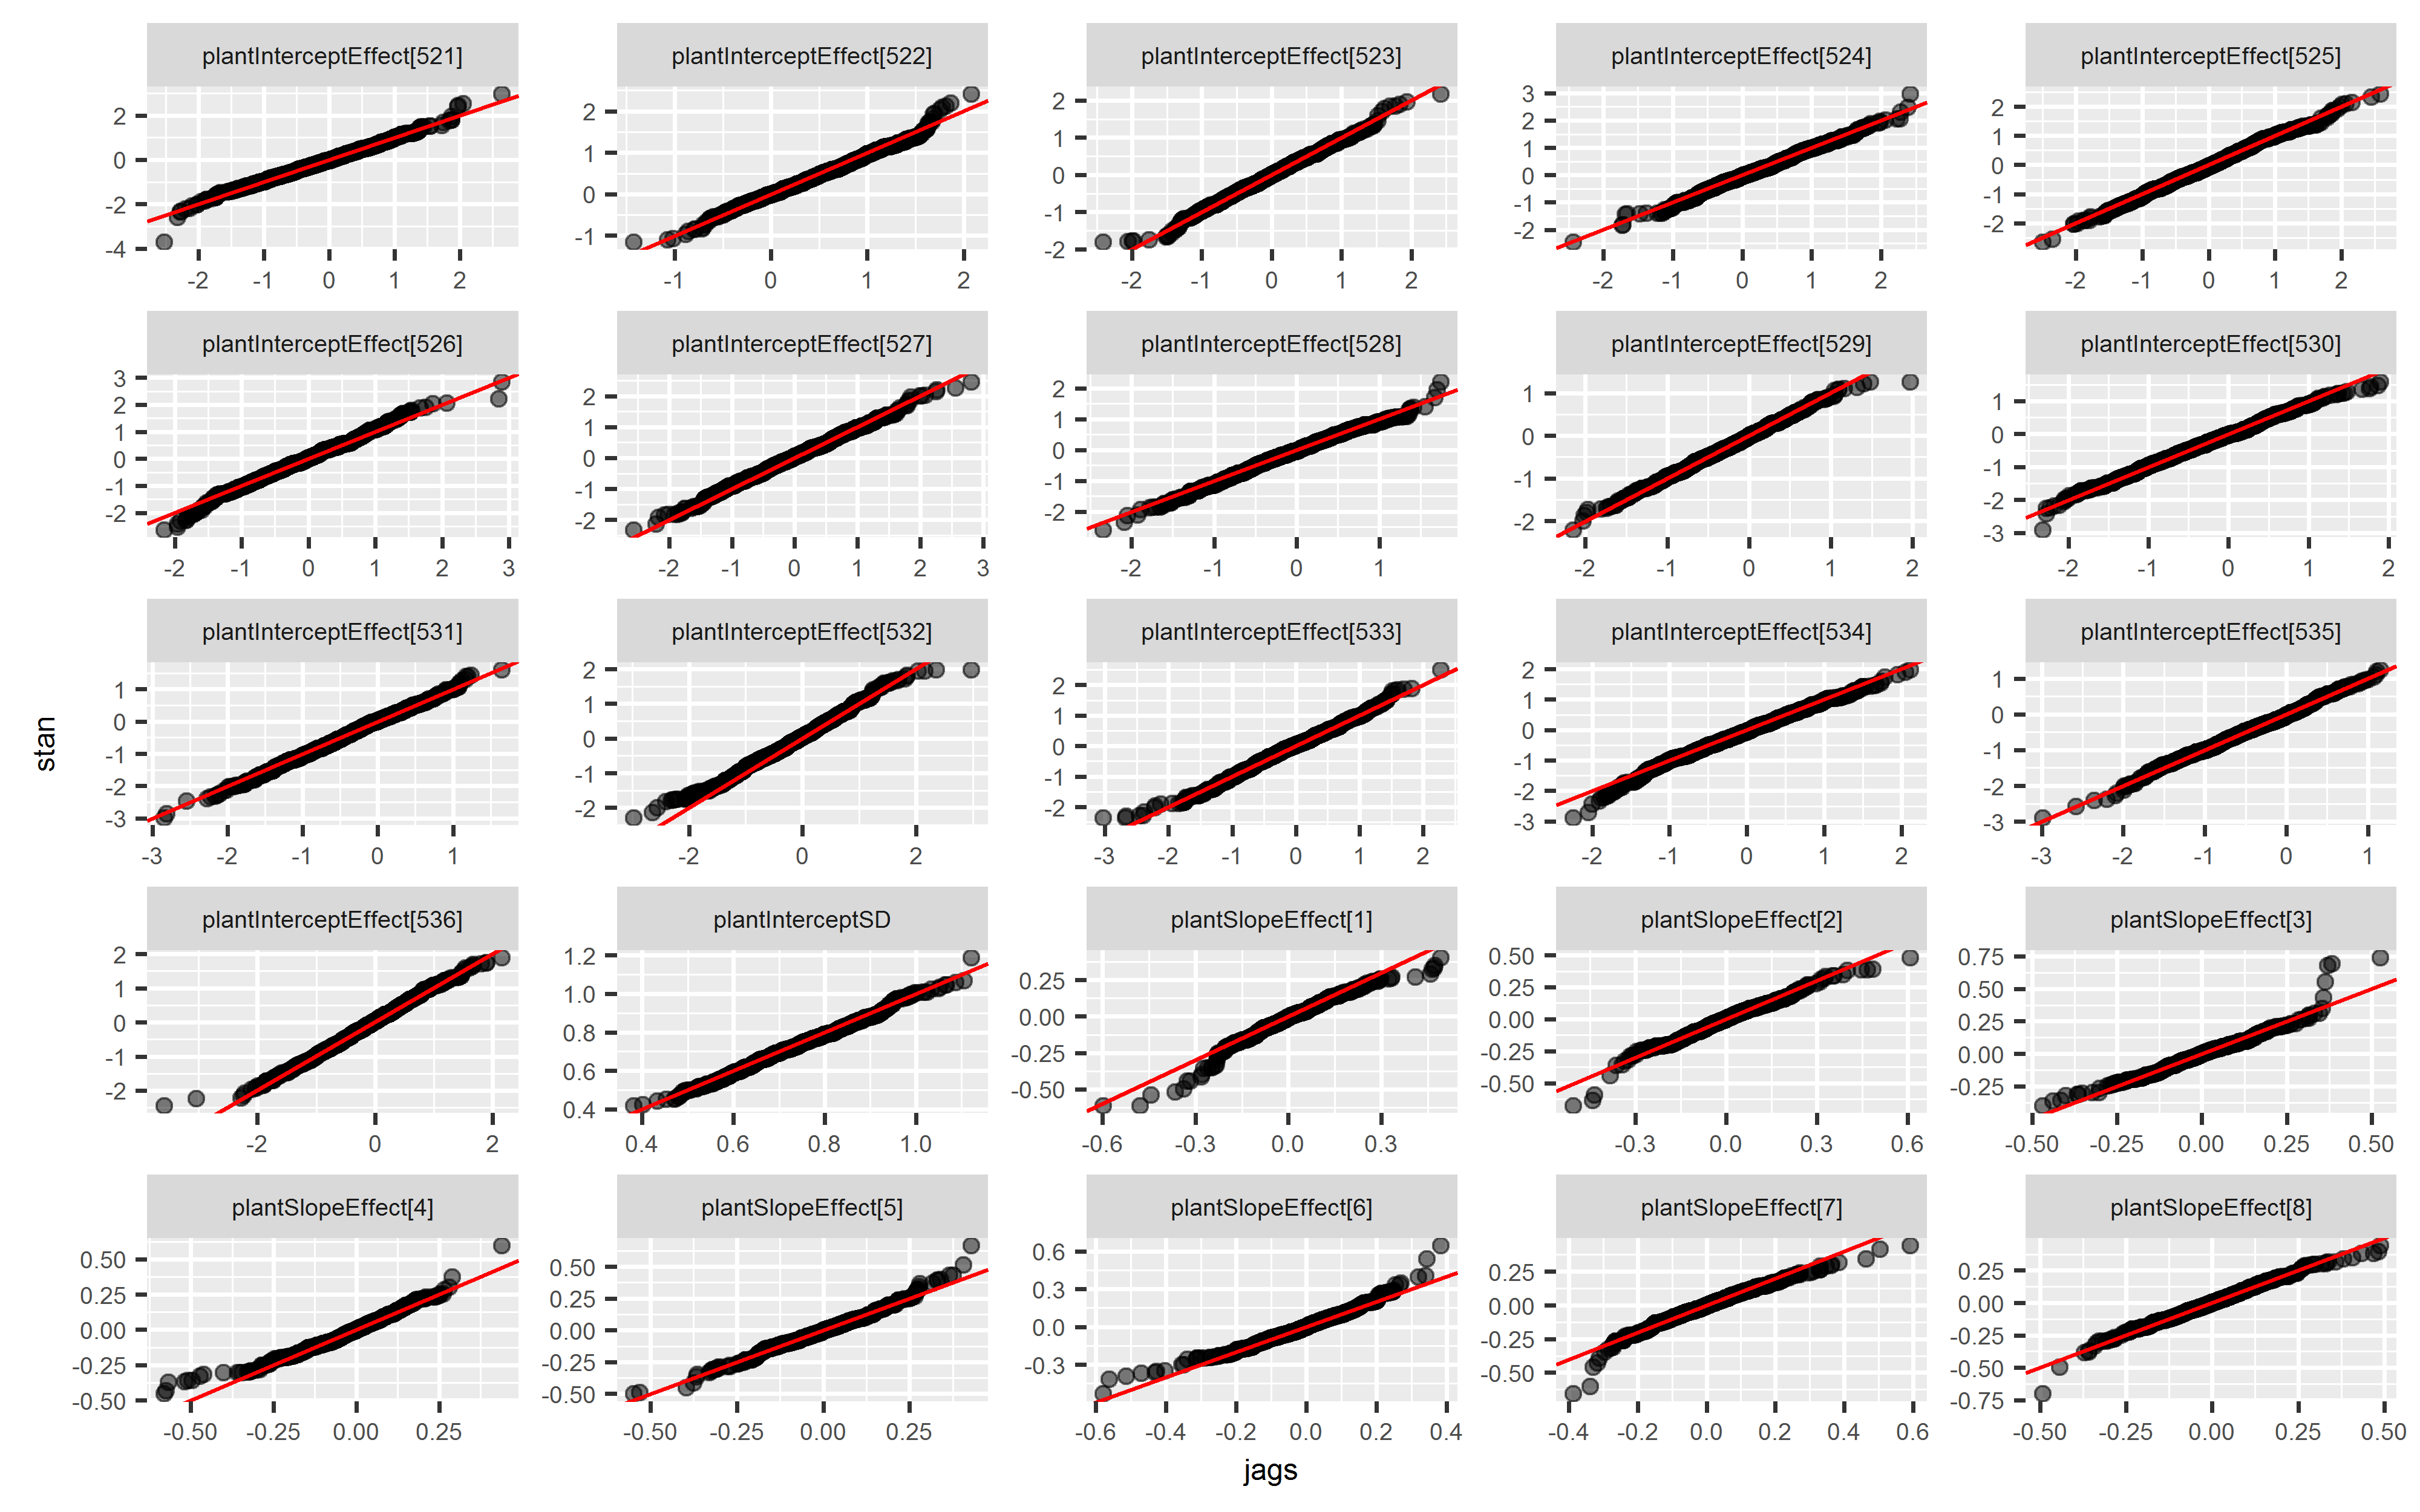 plantInterceptEffect[521] plantInterceptEffect[522] plantInterceptEffect[523] plantInterceptEffect[524] plantInterceptEffect[525]
2 0 -2 -4
2 1 0 -1
2 1 0 -1 -2
3 2 1 0 -1 -2
2 1 0 -1 -2
-2 -1 0 1 2
-1 0 1 2
-2 -1 0 1 2
-2 -1 0 1 2
-2 -1 0 1 2
plantInterceptEffect[526] plantInterceptEffect[527] plantInterceptEffect[528] plantInterceptEffect[529] plantInterceptEffect[530]
3 2 1 0 -1 -2
2 1 0 -1 -2
2 1 0 -1 -2
1 0 -1 -2
1 0 -1 -2 -3
-2 -1 0 1 2 3
-2 -1 0 1 2 3
-2 -1 0 1
-2 -1 0 1 2
-2 -1 0 1 2
plantInterceptEffect[531] plantInterceptEffect[532] plantInterceptEffect[533] plantInterceptEffect[534] plantInterceptEffect[535]
1 0 -1 -2 -3
2 1 0 -1 -2
2 1 0 -1 -2
2 1 0 -1 -2 -3
1 0 -1 -2 -3
-3 -2 -1 0 1
-2 0 2
-3 -2 -1 0 1 2
-2 -1 0 1 2
-3 -2 -1 0 1
stan
plantInterceptEffect[536] plantInterceptSD plantSlopeEffect[1] plantSlopeEffect[2] plantSlopeEffect[3]
2 1 0 -1 -2
1.2 1.0 0.8 0.6 0.4
0.25 0.00 -0.25 -0.50
0.50 0.25 0.00 -0.25 -0.50
0.75 0.50 0.25 0.00 -0.25
-2 0 2
0.4 0.6 0.8 1.0
-0.6 -0.3 0.0 0.3
-0.3 0.0 0.3 0.6
-0.50 -0.25 0.00 0.25 0.50
plantSlopeEffect[4] plantSlopeEffect[5] plantSlopeEffect[6] plantSlopeEffect[7] plantSlopeEffect[8]
0.50 0.25 0.00 -0.25 -0.50
0.50 0.25 0.00 -0.25 -0.50
0.6 0.3 0.0 -0.3
0.25 0.00 -0.25 -0.50
0.25 0.00 -0.25 -0.50 -0.75
-0.50 -0.25 0.00 0.25
-0.50 -0.25 0.00 0.25
-0.6 -0.4 -0.2 0.0 0.2 0.4
-0.4 -0.2 0.0 0.2 0.4 0.6
-0.50 -0.25 0.00 0.25 0.50
jags